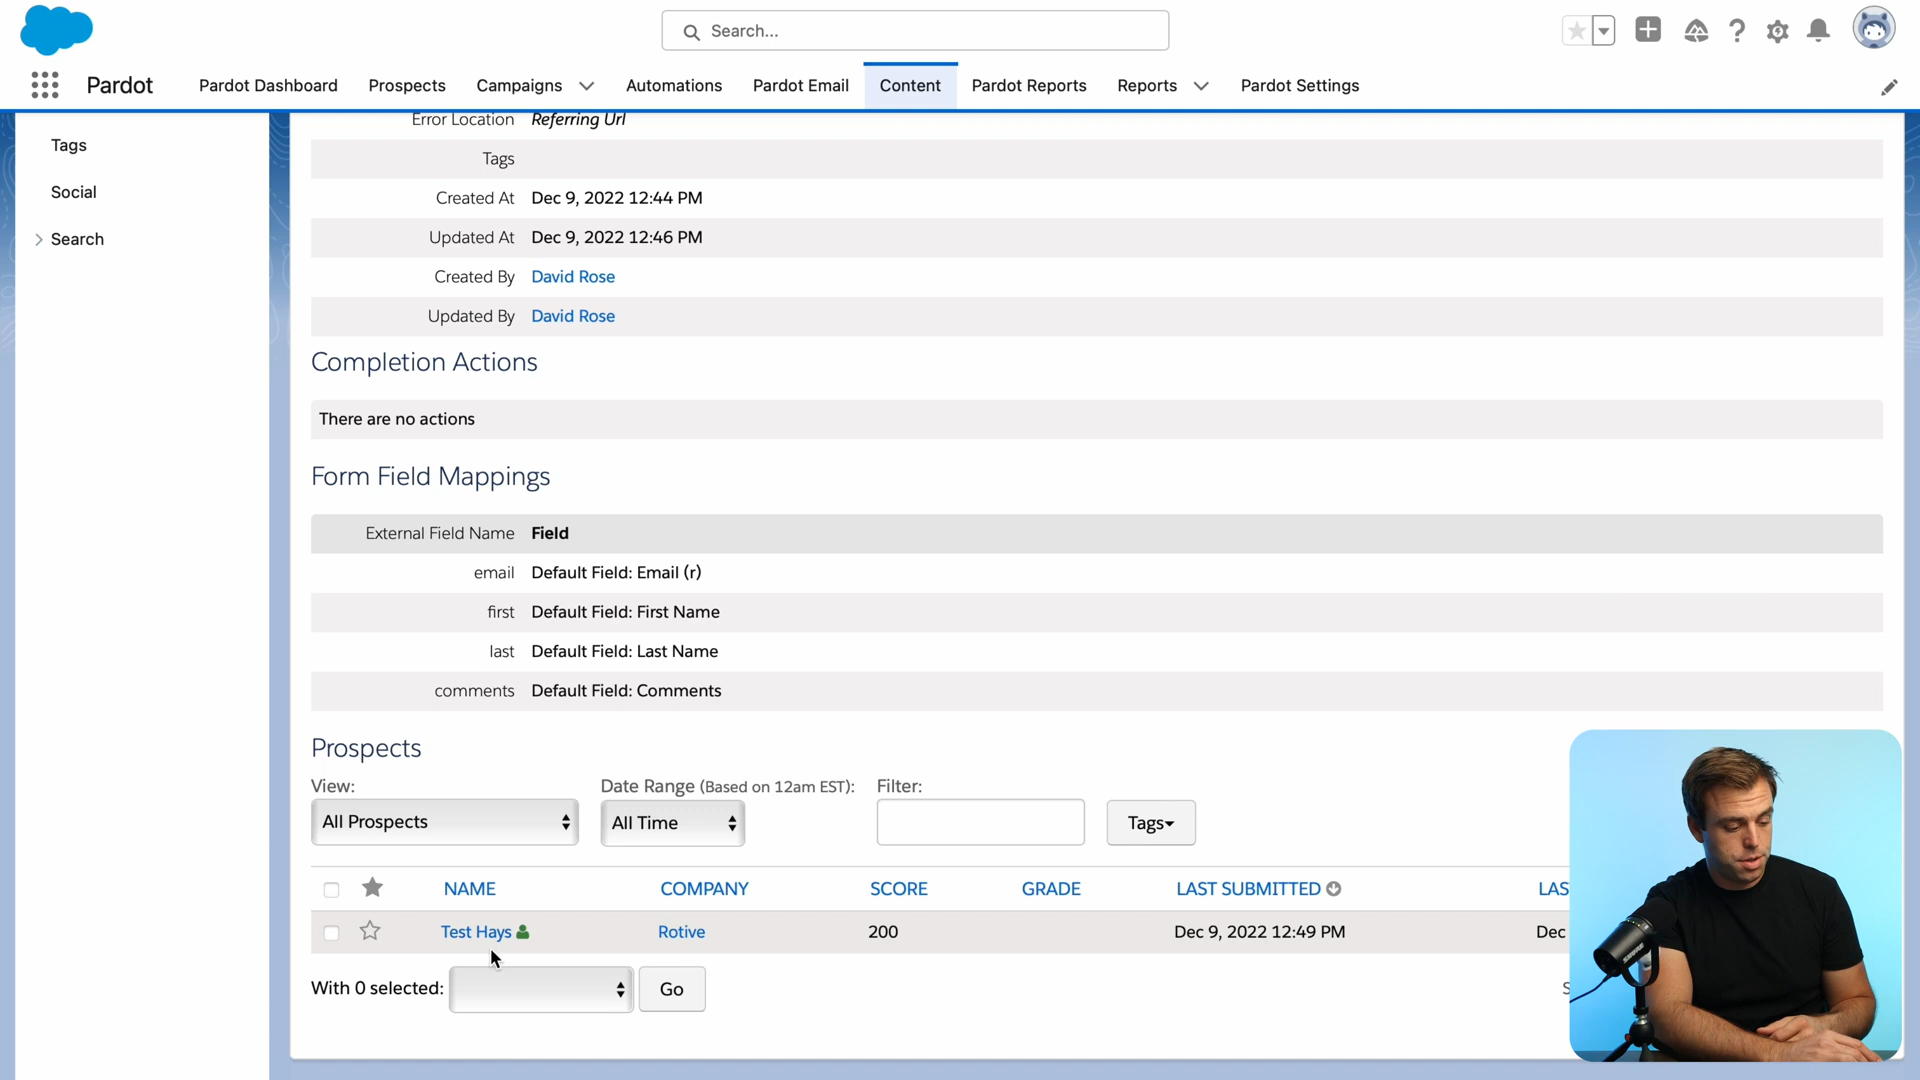 Search...
Pardot
Pardot Dashboard
Prospects
Campaigns
Automations
Pardot Email
Content
Pardot Reports
Reports
Pardot Settings
Tags
Social
Search
Error Location Referring Url
Tags
Created At Dec 9, 2022 12:44 PM
Updated At Dec 9, 2022 12:46 PM
Created By David Rose
Updated By David Rose
Completion Actions
There are no actions
Form Field Mappings
External Field Name Field
email Default Field: Email (r)
first Default Field: First Name
last Default Field: Last Name
comments Default Field: Comments
Prospects
View: Date Range (Based on 12am EST): Filter:
All Prospects All Time Tags
NAME COMPANY SCORE GRADE LAST SUBMITTED LAS
Test Hays Rotive 200 Dec 9, 2022 12:49 PM Dec
With 0 selected: Go